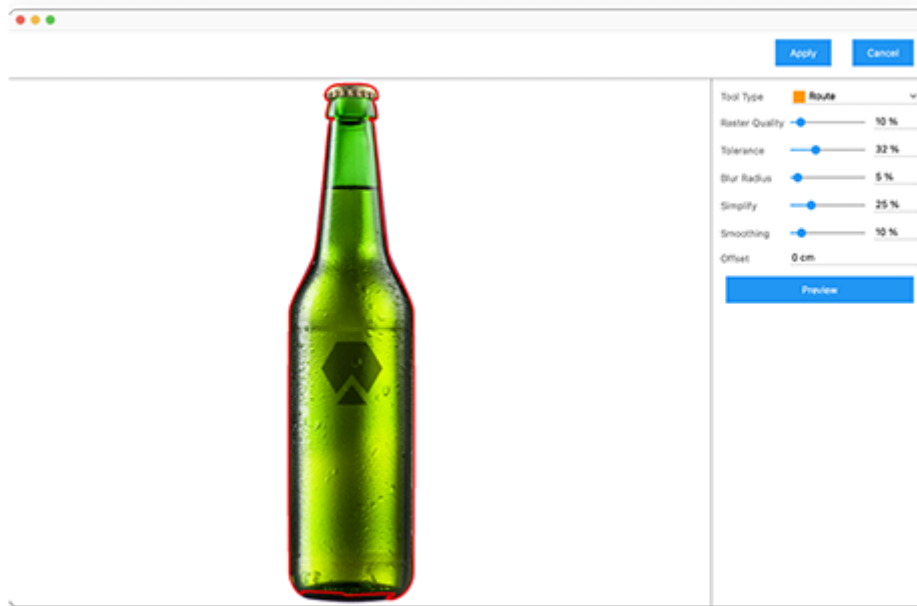 Apply Cancel
Tool Type Route
Raster Quality 10 %
Tolerance 32 %
Blur Radius 5 %
Simplify 25 %
Smoothing 10 %
Offset 0 cm
Preview